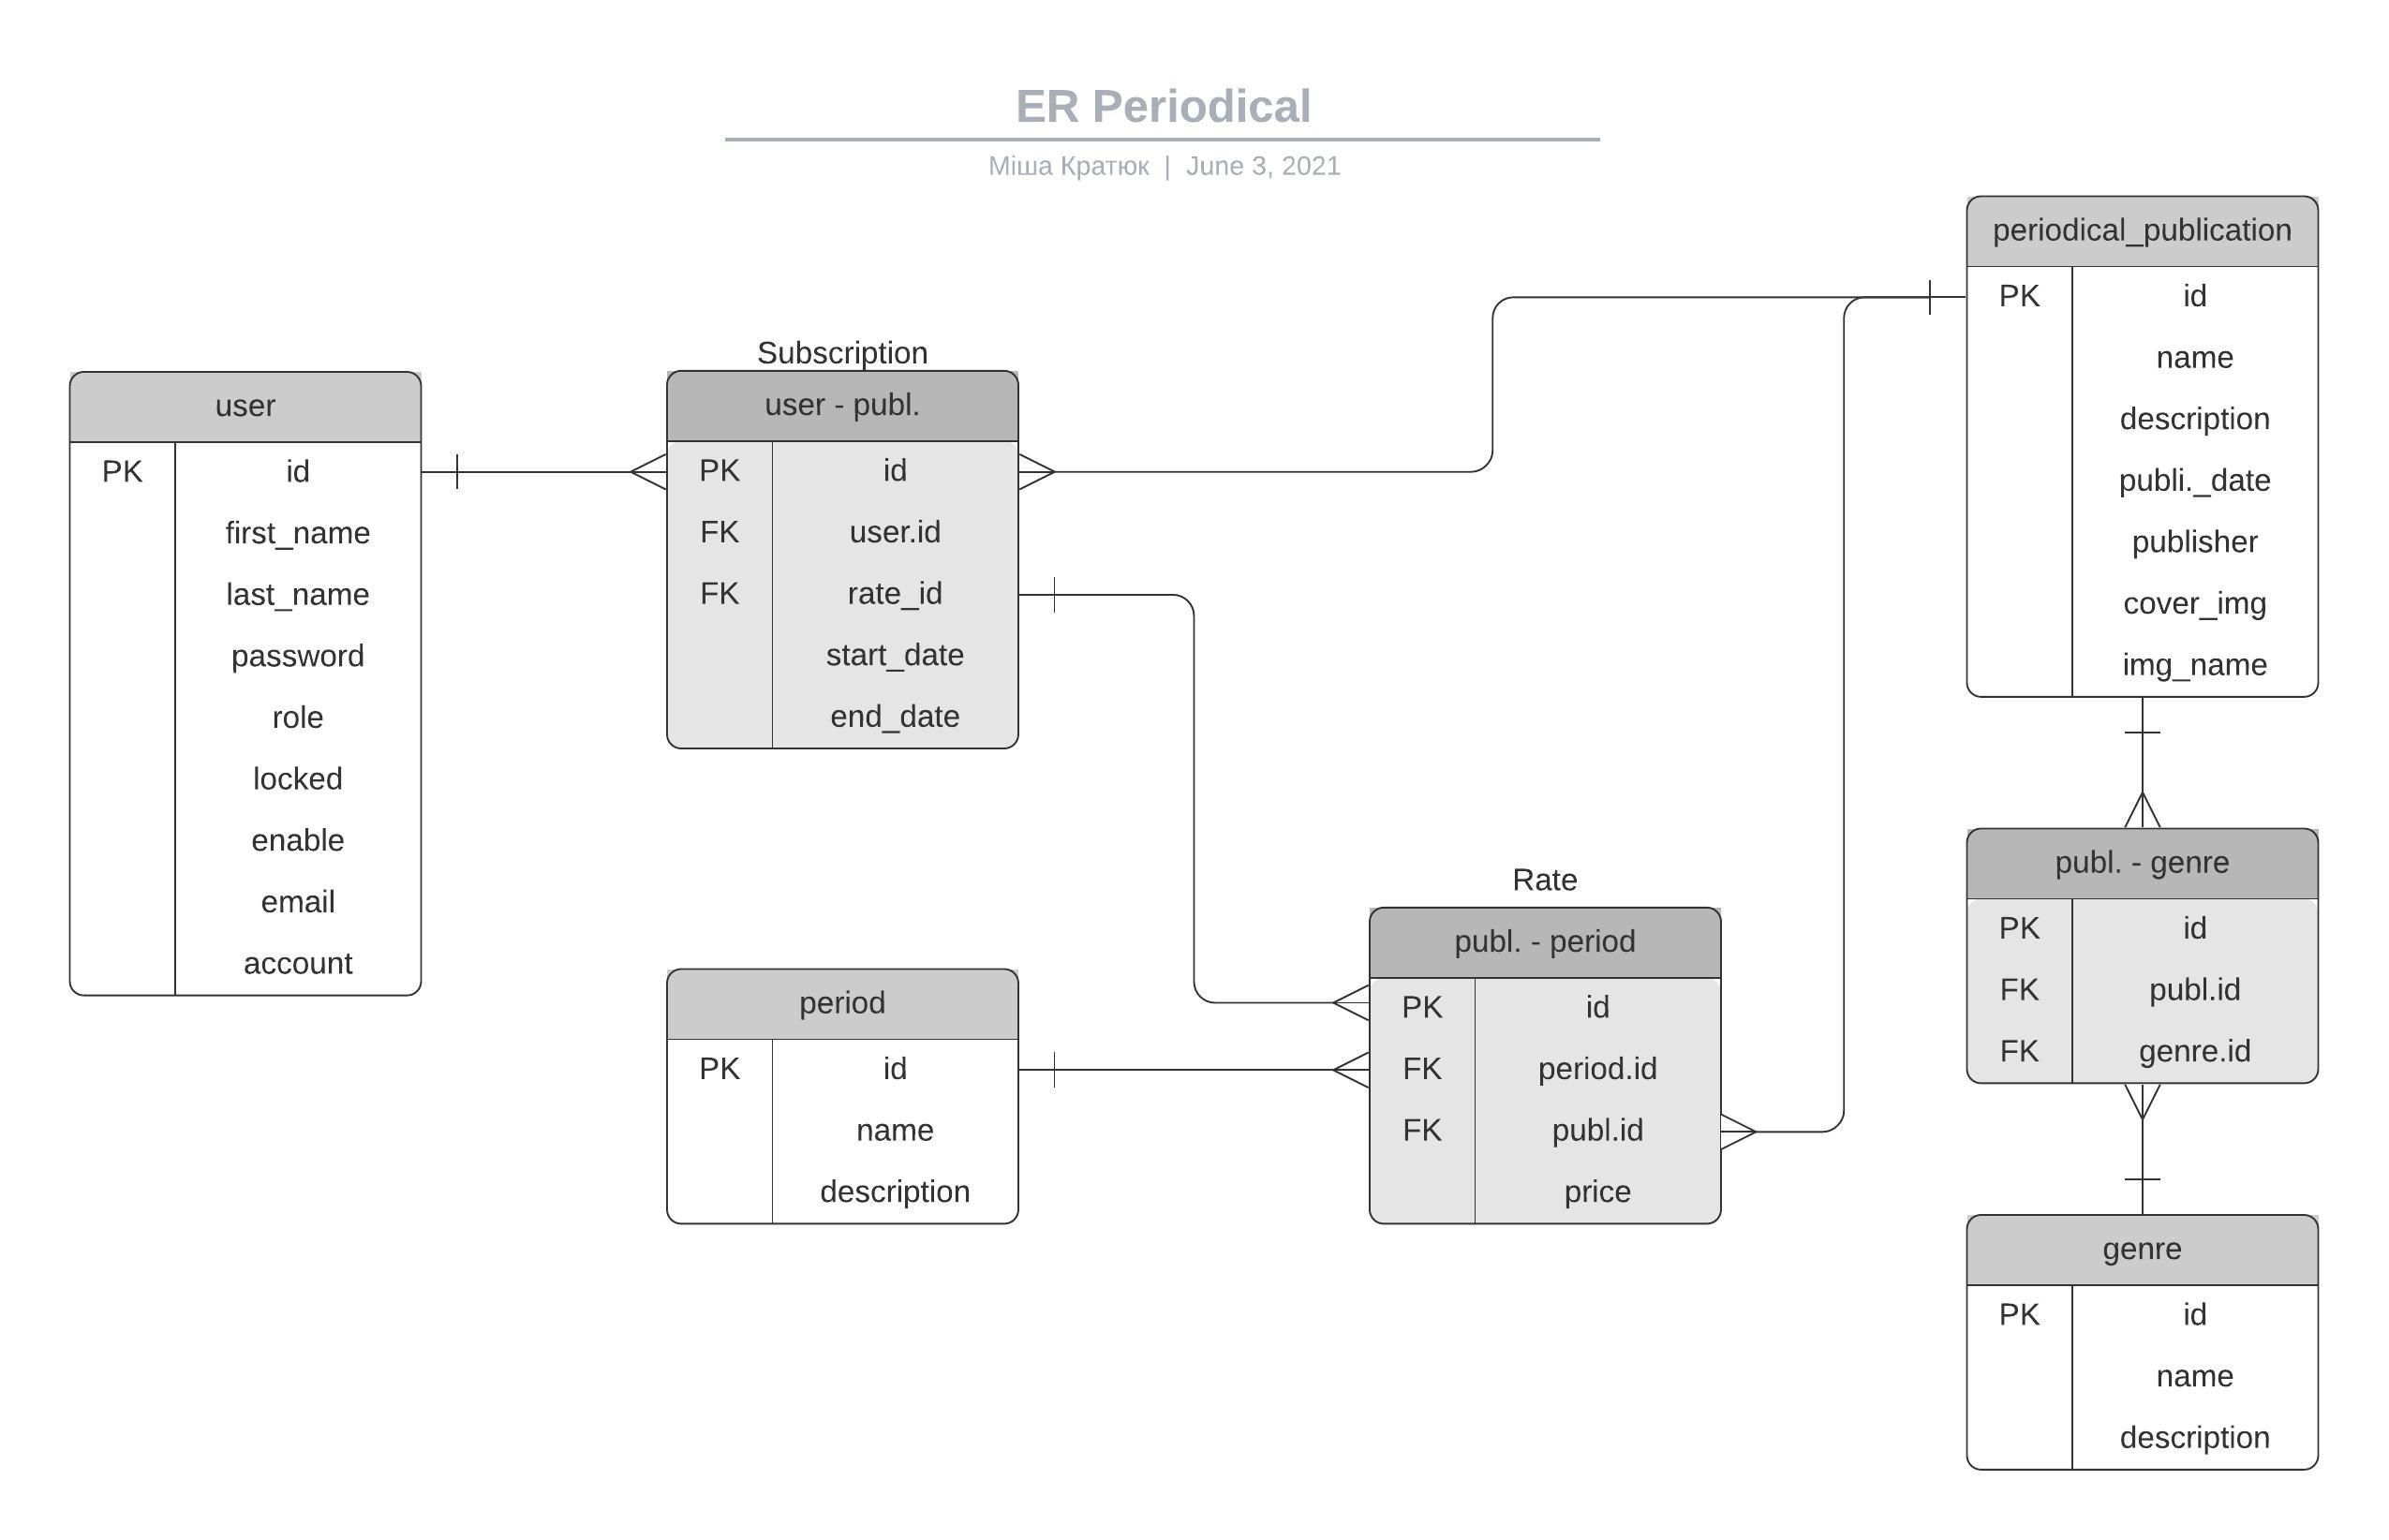 ER Periodical
Міша Кратюк | June 3, 2021
user
PK id
first_name
last_name
password
role
locked
enable
email
account
Subscription
user - publ.
PK id
FK user.id
FK rate_id
start_date
end_date
period
PK id
name
description
Rate
publ. - period
PK id
FK period.id
FK publ.id
price
periodical_publication
PK id
name
description
publi._date
publisher
cover_img
img_name
publ. - genre
PK id
FK publ.id
FK genre.id
genre
PK id
name
description